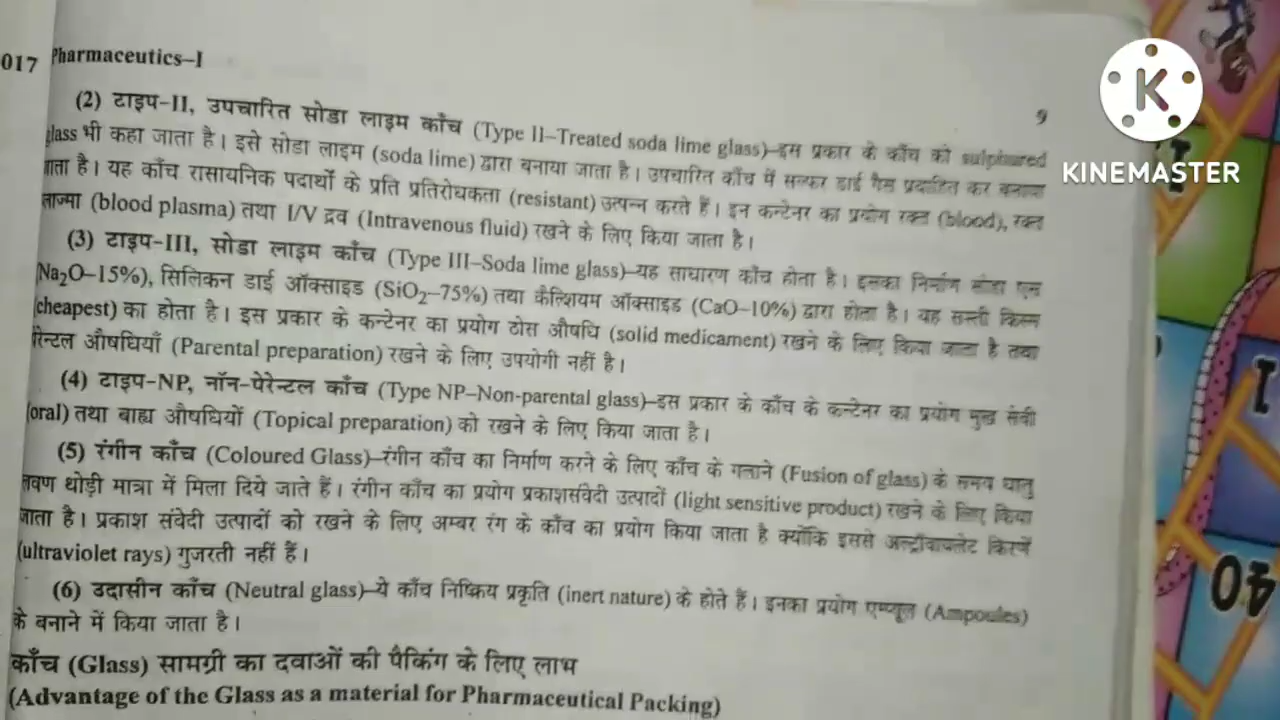 017 Pharmaceutics–I
9
(2) टाइप-II, उपचारित सोडा लाइम काँच (Type II–Treated soda lime glass)–इस प्रकार के काँच को sulphured
glass भी कहा जाता है। इसे सोडा लाइम (soda lime) द्वारा बनाया जाता है। उपचारित काँच में सल्फर डाई गैस प्रवाहित कर बनाया
जाता है। यह काँच रासायनिक पदार्थों के प्रति प्रतिरोधकता (resistant) उत्पन्न करते हैं। इन कन्टेनर का प्रयोग रक्त (blood), रक्त
प्लाज्मा (blood plasma) तथा I/V द्रव (Intravenous fluid) रखने के लिए किया जाता है।
(3) टाइप-III, सोडा लाइम काँच (Type III–Soda lime glass)–यह साधारण काँच होता है। इसका निर्माण सोडा एस
(Na₂O–15%), सिलिकन डाई ऑक्साइड (SiO₂–75%) तथा कैल्शियम ऑक्साइड (CaO–10%) द्वारा होता है। यह सस्ती किस्म
(cheapest) का होता है। इस प्रकार के कन्टेनर का प्रयोग ठोस औषधि (solid medicament) रखने के लिए किया जाता है तथा
पेरेन्टल औषधियाँ (Parental preparation) रखने के लिए उपयोगी नहीं है।
(4) टाइप-NP, नॉन-पेरेन्टल काँच (Type NP–Non-parental glass)–इस प्रकार के काँच के कन्टेनर का प्रयोग मुख सेवी
(oral) तथा बाह्य औषधियों (Topical preparation) को रखने के लिए किया जाता है।
(5) रंगीन काँच (Coloured Glass)–रंगीन काँच का निर्माण करने के लिए काँच के गलाने (Fusion of glass) के समय धातु
लवण थोड़ी मात्रा में मिला दिये जाते हैं। रंगीन काँच का प्रयोग प्रकाशसंवेदी उत्पादों (light sensitive product) रखने के लिए किया
जाता है। प्रकाश संवेदी उत्पादों को रखने के लिए अम्बर रंग के काँच का प्रयोग किया जाता है क्योंकि इससे अल्ट्रावायलेट किरणें
(ultraviolet rays) गुजरती नहीं हैं।
(6) उदासीन काँच (Neutral glass)–ये काँच निष्क्रिय प्रकृति (inert nature) के होते हैं। इनका प्रयोग एम्प्यूल (Ampoules)
के बनाने में किया जाता है।
काँच (Glass) सामग्री का दवाओं की पैकिंग के लिए लाभ
(Advantage of the Glass as a material for Pharmaceutical Packing)
K
KINEMASTER
1
40